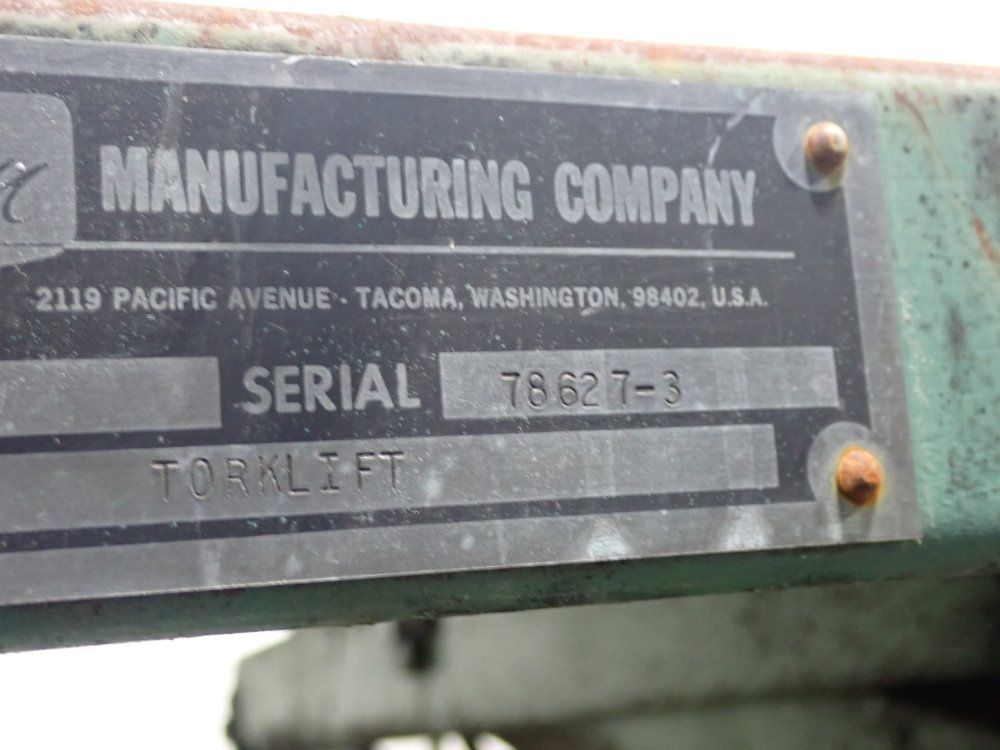 MANUFACTURING COMPANY
2119 PACIFIC AVENUE · TACOMA, WASHINGTON, 98402, U.S.A.
SERIAL 78627-3
TORKLIFT